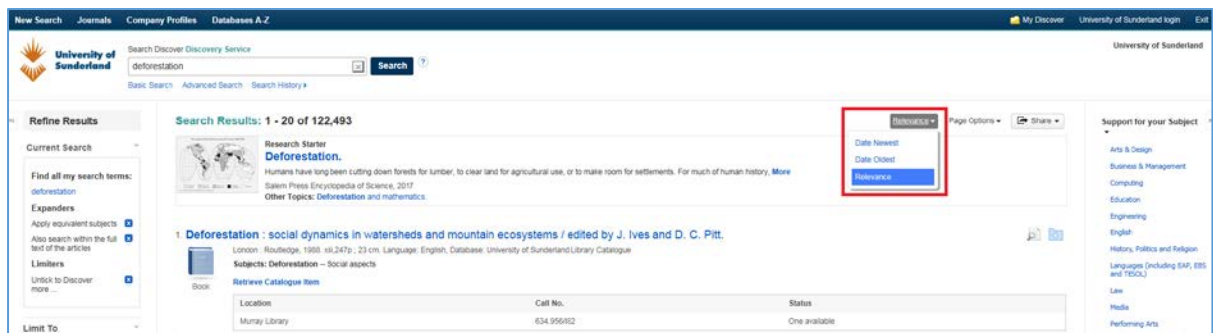 New Search Journals Company Profiles Databases A-Z My Discover University of Sunderland login Exit
University of Sunderland
Search Discover Discovery Service
University of Sunderland
deforestation Search ?
Basic Search Advanced Search Search History
Refine Results
Current Search
Find all my search terms:
deforestation
Expanders
Apply equivalent subjects
Also search within the full
text of the articles
Limiters
Untick to Discover
more ...
Limit To
Search Results: 1 - 20 of 122,493
Relevance Page Options Share
Date Newest
Date Oldest
Relevance
Research Starter
Deforestation.
Humans have long been cutting down forests for lumber, to clear land for agricultural use, or to make room for settlements. For much of human history, More
Salem Press Encyclopedia of Science, 2017
Other Topics: Deforestation and mathematics.
1. Deforestation : social dynamics in watersheds and mountain ecosystems / edited by J. Ives and D. C. Pitt.
London : Routledge, 1988. xii,247p ; 23 cm. Language: English, Database: University of Sunderland Library Catalogue
Subjects: Deforestation -- Social aspects
Book
Retrieve Catalogue Item
Location Call No. Status
Murray Library 634.956/I82 One available
Support for your Subject
Arts & Design
Business & Management
Computing
Education
Engineering
English
History, Politics and Religion
Languages (including EAP, EBS
and TESOL)
Law
Media
Performing Arts